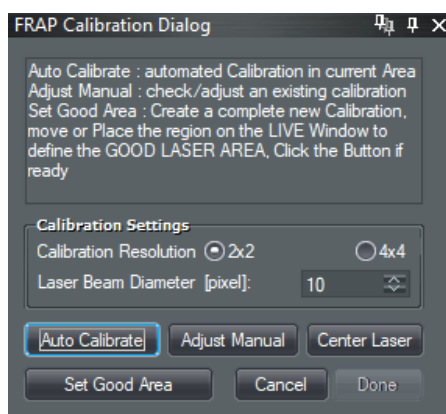 FRAP Calibration Dialog
Auto Calibrate : automated Calibration in current Area
Adjust Manual : check/adjust an existing calibration
Set Good Area : Create a complete new Calibration,
move or Place the region on the LIVE Window to
define the GOOD LASER AREA, Click the Button if
ready
Calibration Settings
Calibration Resolution 2x2 4x4
Laser Beam Diameter [pixel]: 10
Auto Calibrate Adjust Manual Center Laser
Set Good Area Cancel Done